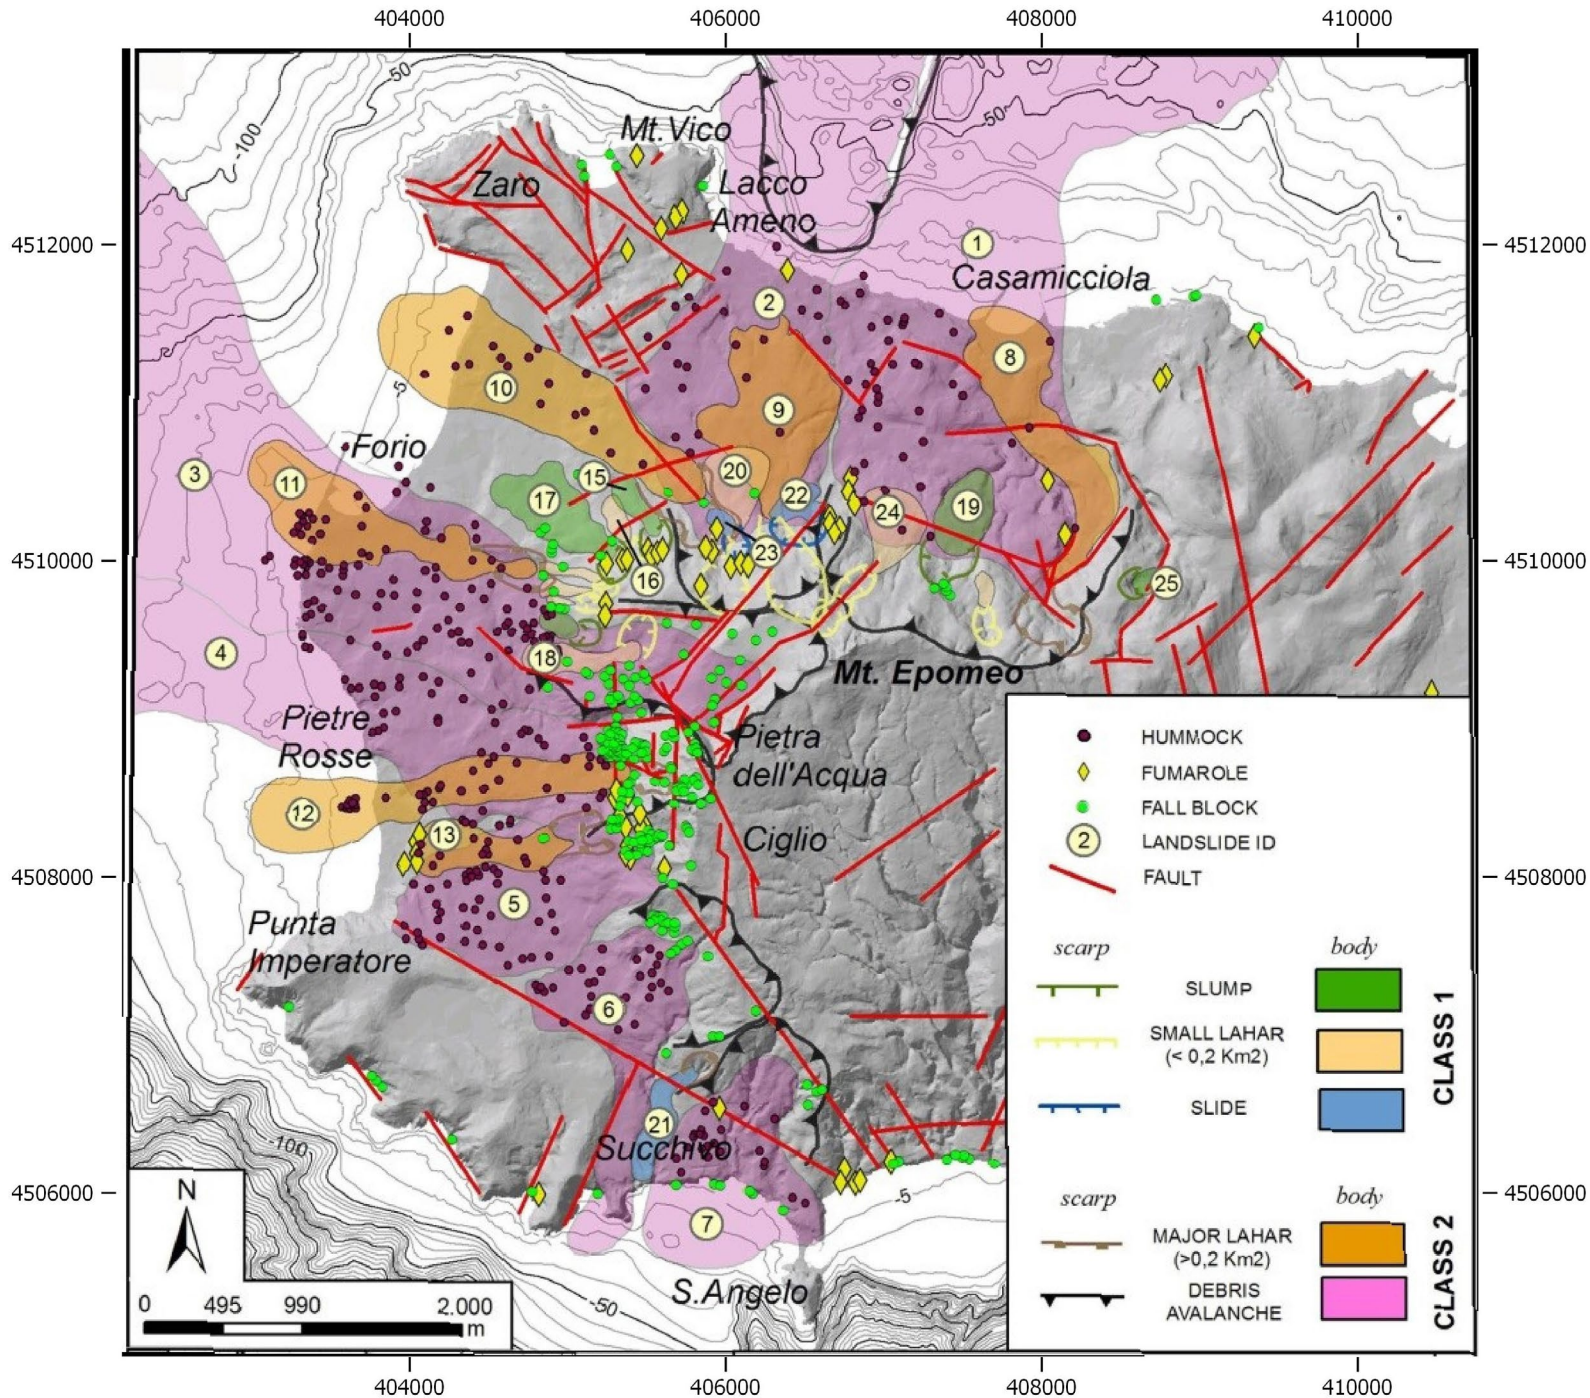 404000 406000 408000 410000
-50
Mt.Vico
-50
-100
Zaro
Lacco
Ameno
4512000
1
4512000
Casamicciola
2
8
10
-5
9
Forio
3
11
15
20
17
22
19
24
4510000
23
4510000
16
25
18
4
Mt. Epomeo
Pietre
Rosse
Pietra
dell'Acqua
12
13
Ciglio
4508000
4508000
5
Punta
Imperatore
6
21
Succhivo
-100
4506000
-5
4506000
7
S.Angelo
-50
N
0 495 990 2.000
m
HUMMOCK
FUMAROLE
FALL BLOCK
2 LANDSLIDE ID
FAULT
scarp body
SLUMP
SMALL LAHAR
(< 0,2 Km2)
SLIDE
CLASS 1
scarp body
MAJOR LAHAR
(>0,2 Km2)
DEBRIS
AVALANCHE
CLASS 2
404000 406000 408000 410000